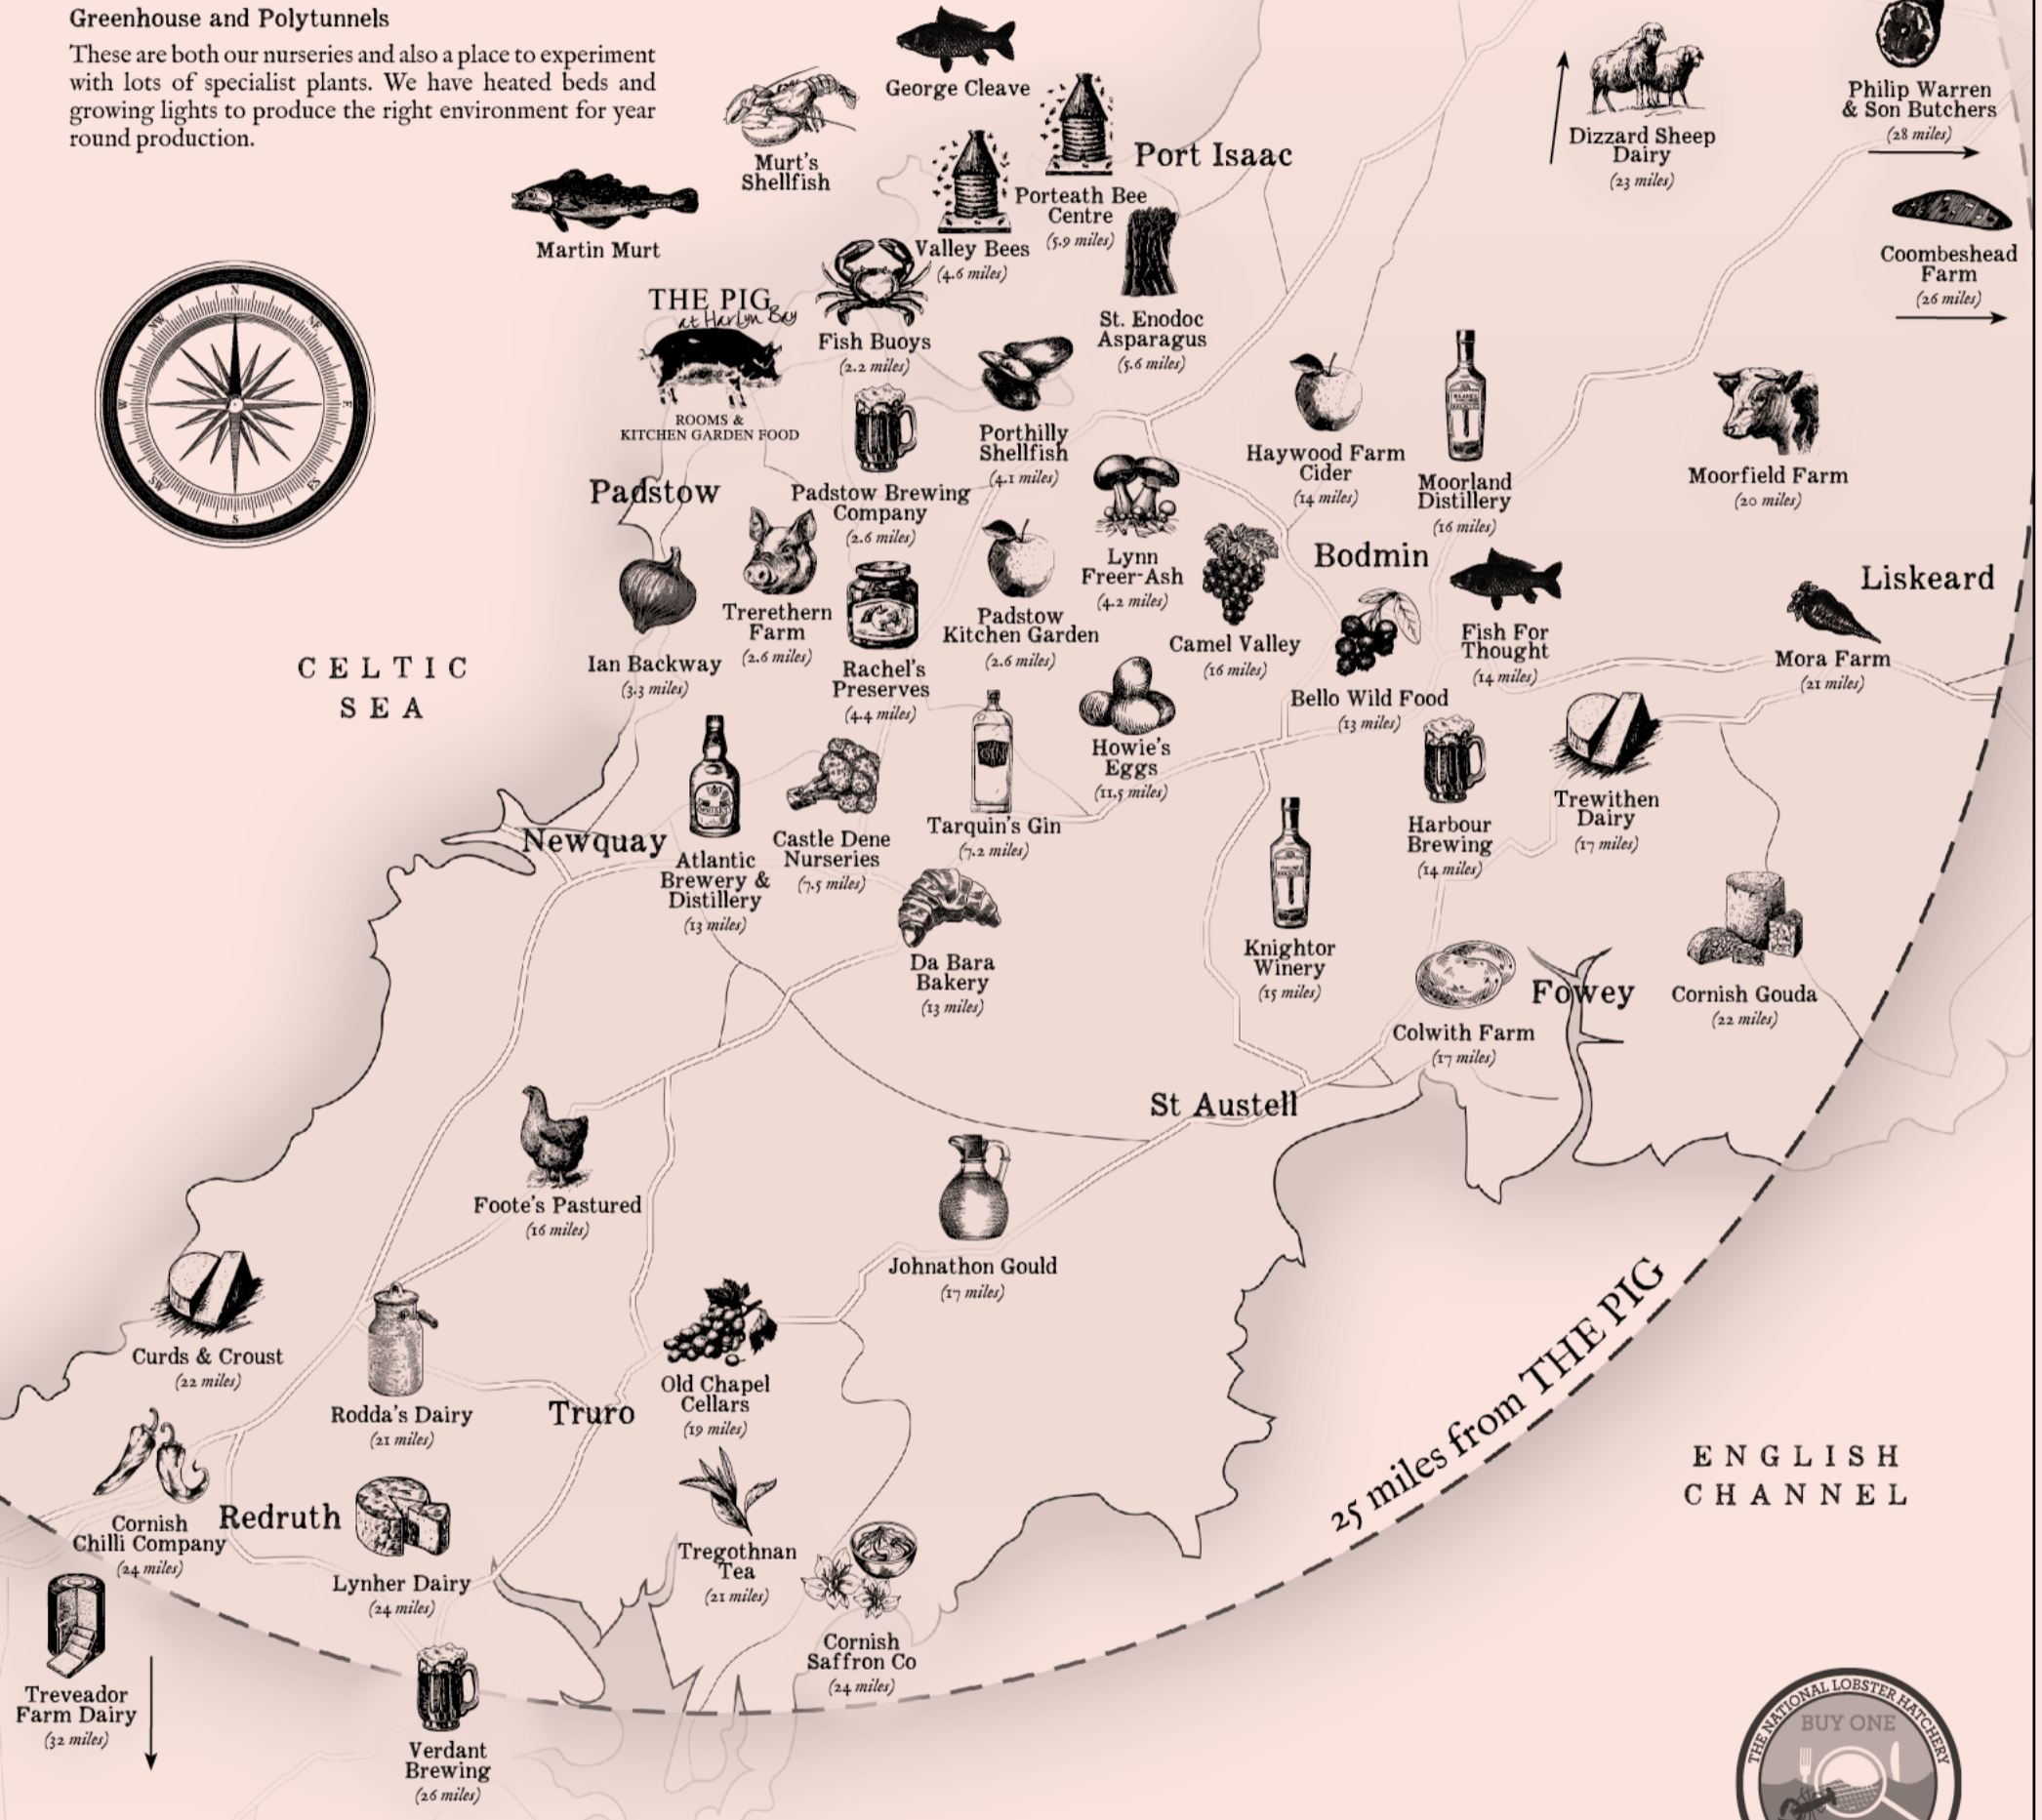 Greenhouse and Polytunnels
These are both our nurseries and also a place to experiment
with lots of specialist plants. We have heated beds and
growing lights to produce the right environment for year
round production.
George Cleave
Murt's
Shellfish
Martin Murt
Port Isaac
Porteath Bee
Centre
(5.9 miles)
Valley Bees
(4.6 miles)
Dizzard Sheep
Dairy
(23 miles)
Philip Warren
& Son Butchers
(28 miles)
Coombeshead
Farm
(26 miles)
N
NE
E
ES
S
SW
W
NW
THE PIG
at Harlyn Bay
ROOMS &
KITCHEN GARDEN FOOD
Fish Buoys
(2.2 miles)
St. Enodoc
Asparagus
(5.6 miles)
Porthilly
Shellfish
(4.1 miles)
Haywood Farm
Cider
(14 miles)
Moorland
Distillery
(16 miles)
Moorfield Farm
(20 miles)
Padstow
Padstow Brewing
Company
(2.6 miles)
Lynn
Freer-Ash
(4.2 miles)
Bodmin
Liskeard
Ian Backway
(3.3 miles)
Trerethern
Farm
(2.6 miles)
Rachel's
Preserves
(4.4 miles)
Padstow
Kitchen Garden
(2.6 miles)
Camel Valley
(16 miles)
Fish For
Thought
(14 miles)
Mora Farm
(21 miles)
Bello Wild Food
(13 miles)
CELTIC
SEA
Howie's
Eggs
(11.5 miles)
GIN
Tarquin's Gin
(7.2 miles)
Harbour
Brewing
(14 miles)
Trewithen
Dairy
(17 miles)
Newquay
WHISKY
Atlantic
Brewery &
Distillery
(13 miles)
Castle Dene
Nurseries
(7.5 miles)
Da Bara
Bakery
(13 miles)
Knightor
Winery
(15 miles)
Fowey
Cornish Gouda
(22 miles)
Colwith Farm
(17 miles)
St Austell
Foote's Pastured
(16 miles)
Johnathon Gould
(17 miles)
25 miles from THE PIG
Curds & Croust
(22 miles)
Rodda's Dairy
(21 miles)
Truro
Old Chapel
Cellars
(19 miles)
ENGLISH
CHANNEL
Cornish
Chilli Company
(24 miles)
Redruth
Lynher Dairy
(24 miles)
Tregothnan
Tea
(21 miles)
Cornish
Saffron Co
(24 miles)
Treveador
Farm Dairy
(32 miles)
Verdant
Brewing
(26 miles)
THE NATIONAL LOBSTER HATCHERY
BUY ONE